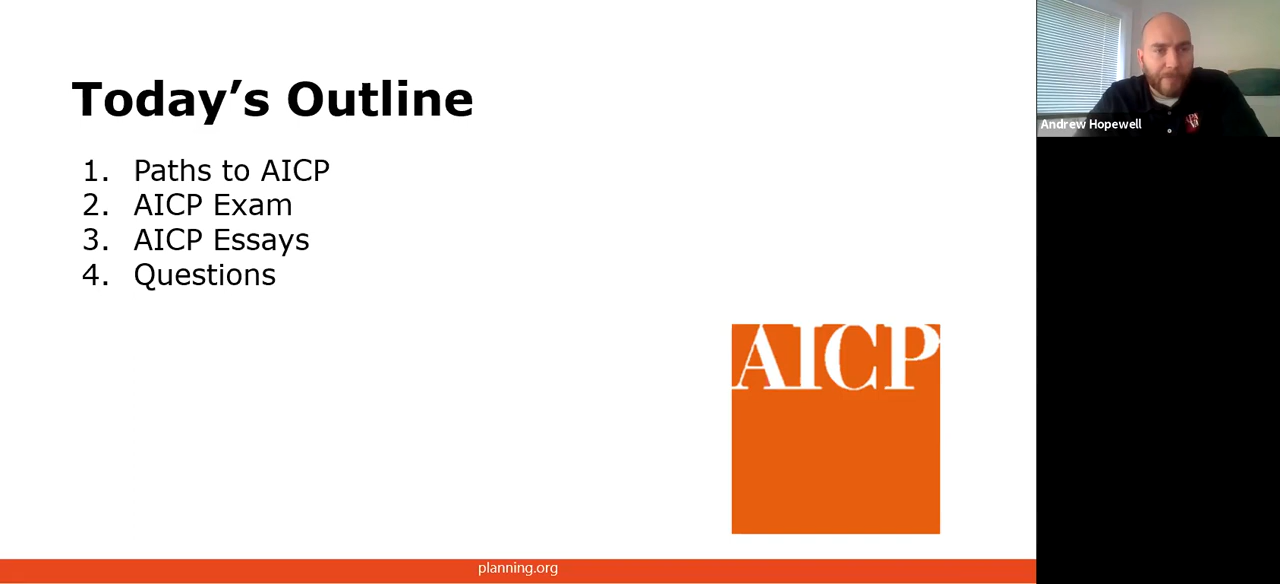 Today’s Outline
1. Paths to AICP
2. AICP Exam
3. AICP Essays
4. Questions
AICP
planning.org
Andrew Hopewell